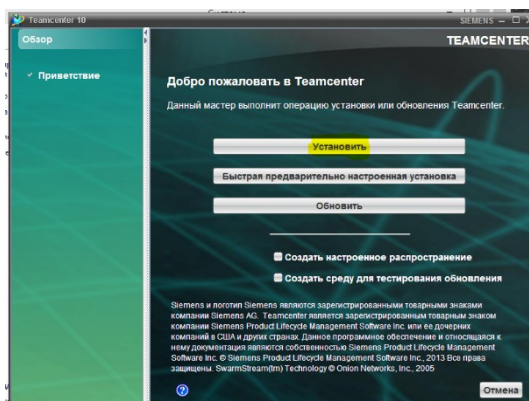 Teamcenter 10
SIEMENS
Обзор
TEAMCENTER
Приветствие
Добро пожаловать в Teamcenter
Данный мастер выполнит операцию установки или обновления Teamcenter.
Установить
Быстрая предварительно настроенная установка
Обновить
Создать настроенное распространение
Создать среду для тестирования обновления
Siemens и логотип Siemens являются зарегистрированными товарными знаками
компании Siemens AG. Teamcenter является зарегистрированным товарным знаком
компании Siemens Product Lifecycle Management Software Inc. или ее дочерних
компаний в США и других странах. Данное программное обеспечение и относящаяся к
нему документация являются собственностью Siemens Product Lifecycle Management
Software Inc. © Siemens Product Lifecycle Management Software Inc., 2013 Все права
защищены. SwarmStream(tm) Technology © Onion Networks, Inc., 2005
Отмена